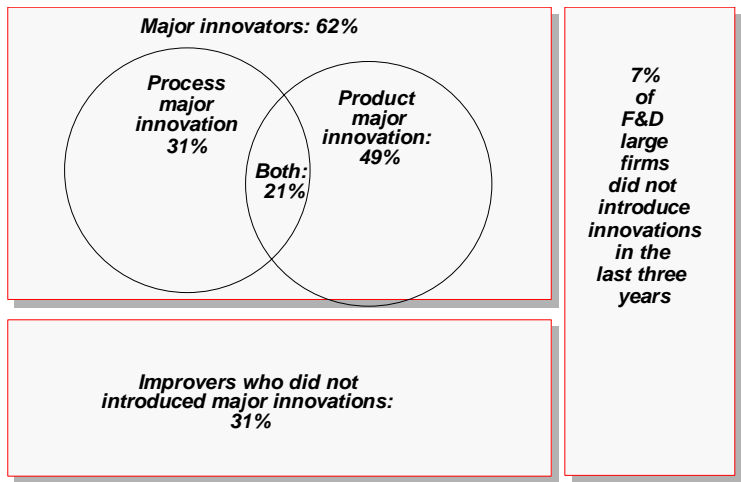 Major innovators: 62%
Process
major
innovation
31%
Product
major
innovation:
49%
Both:
21%
7%
of
F&D
large
firms
did not
introduce
innovations
in the
last three
years
Improvers who did not
introduced major innovations:
31%